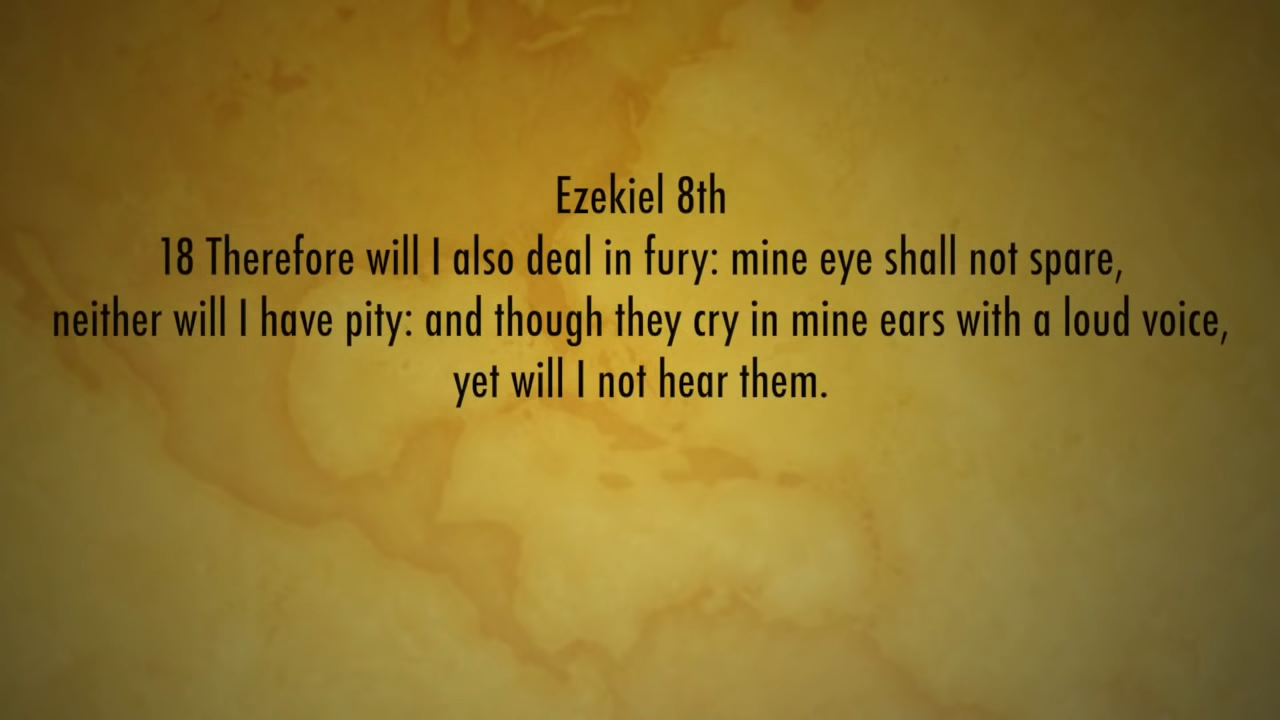 Ezekiel 8th
18 Therefore will I also deal in fury: mine eye shall not spare,
neither will I have pity: and though they cry in mine ears with a loud voice,
yet will I not hear them.